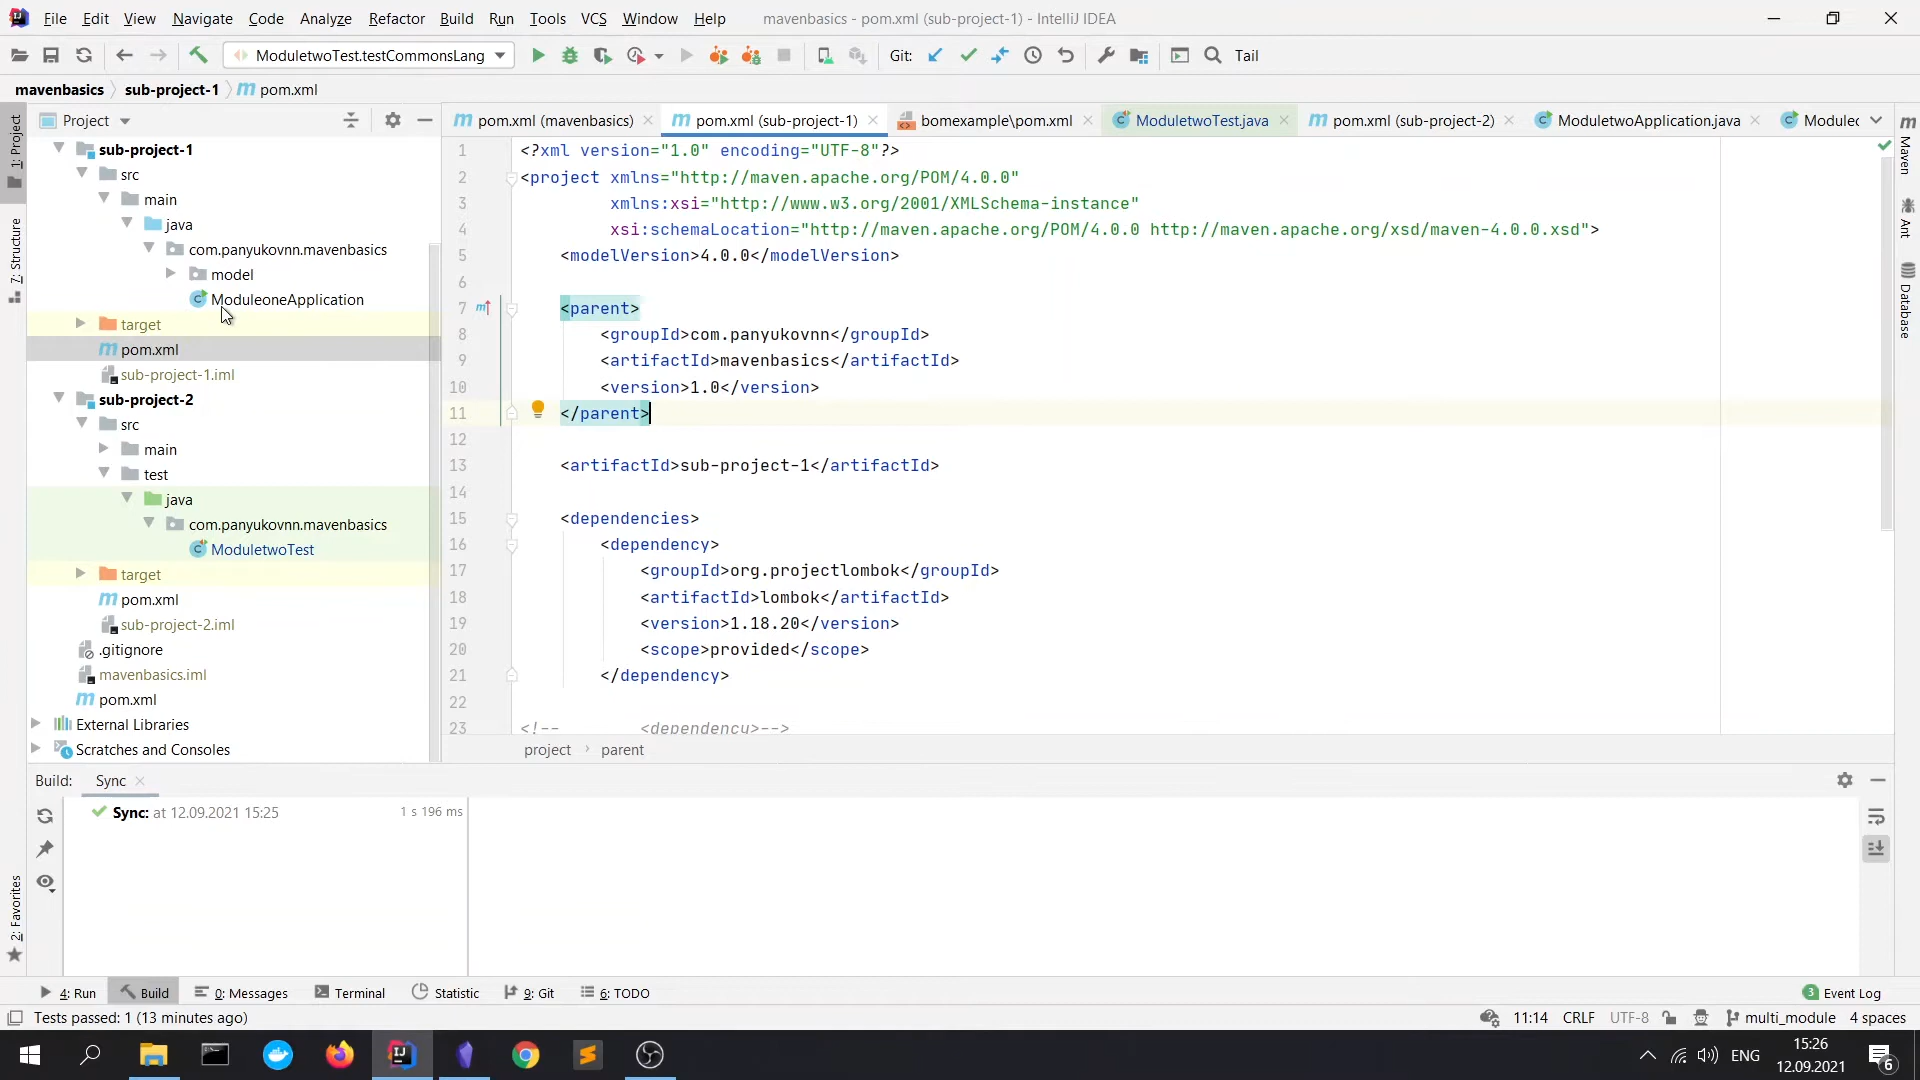 File Edit View Navigate Code Analyze Refactor Build Run Tools VCS Window Help mavenbasics - pom.xml (sub-project-1) - IntelliJ IDEA
ModuletwoTest.testCommonsLang Git: Tail
mavenbasics sub-project-1 pom.xml
Project
pom.xml (mavenbasics) pom.xml (sub-project-1) bomexample\pom.xml ModuletwoTest.java pom.xml (sub-project-2) ModuletwoApplication.java Modulec
1: Project
7: Structure
2: Favorites
sub-project-1
src
main
java
com.panyukovnn.mavenbasics
model
ModuleoneApplication
target
pom.xml
sub-project-1.iml
sub-project-2
src
main
test
java
com.panyukovnn.mavenbasics
ModuletwoTest
target
pom.xml
sub-project-2.iml
.gitignore
mavenbasics.iml
pom.xml
External Libraries
Scratches and Consoles
1 <?xml version="1.0" encoding="UTF-8"?>
2 <project xmlns="http://maven.apache.org/POM/4.0.0"
3 xmlns:xsi="http://www.w3.org/2001/XMLSchema-instance"
4 xsi:schemaLocation="http://maven.apache.org/POM/4.0.0 http://maven.apache.org/xsd/maven-4.0.0.xsd">
5 <modelVersion>4.0.0</modelVersion>
6
7 <parent>
8 <groupId>com.panyukovnn</groupId>
9 <artifactId>mavenbasics</artifactId>
10 <version>1.0</version>
11 </parent>
12
13 <artifactId>sub-project-1</artifactId>
14
15 <dependencies>
16 <dependency>
17 <groupId>org.projectlombok</groupId>
18 <artifactId>lombok</artifactId>
19 <version>1.18.20</version>
20 <scope>provided</scope>
21 </dependency>
22
23 <!-- <dependency>-->
project › parent
Maven
Ant
Database
Build: Sync
Sync: at 12.09.2021 15:25 1 s 196 ms
4: Run Build 0: Messages Terminal Statistic 9: Git 6: TODO 3 Event Log
Tests passed: 1 (13 minutes ago) 11:14 CRLF UTF-8 multi_module 4 spaces
ENG 15:26
12.09.2021 6